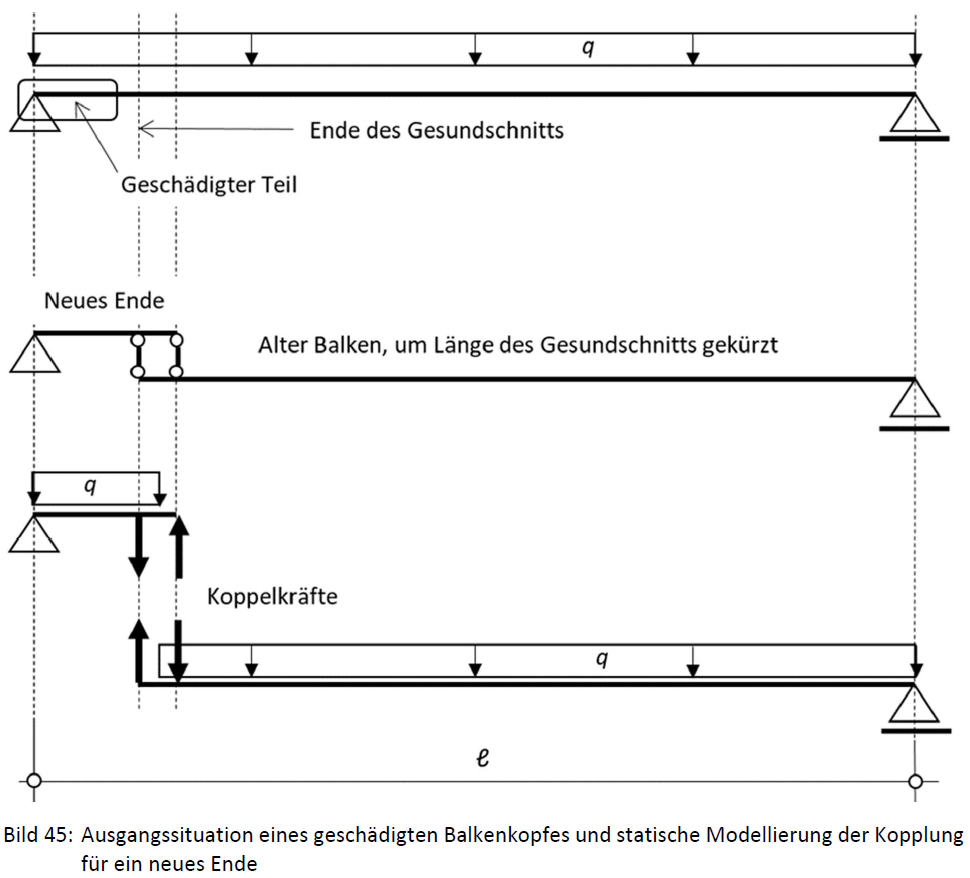 q
Ende des Gesundschnitts
Geschädigter Teil
Neues Ende
Alter Balken, um Länge des Gesundschnitts gekürzt
q
Koppelkräfte
q
ℓ
Bild 45: Ausgangssituation eines geschädigten Balkenkopfes und statische Modellierung der Kopplung
für ein neues Ende